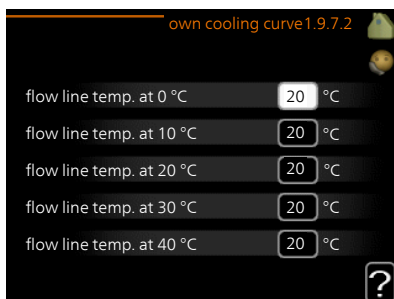 own cooling curve1.9.7.2
flow line temp. at 0 °C 20 °C
flow line temp. at 10 °C 20 °C
flow line temp. at 20 °C 20 °C
flow line temp. at 30 °C 20 °C
flow line temp. at 40 °C 20 °C
?